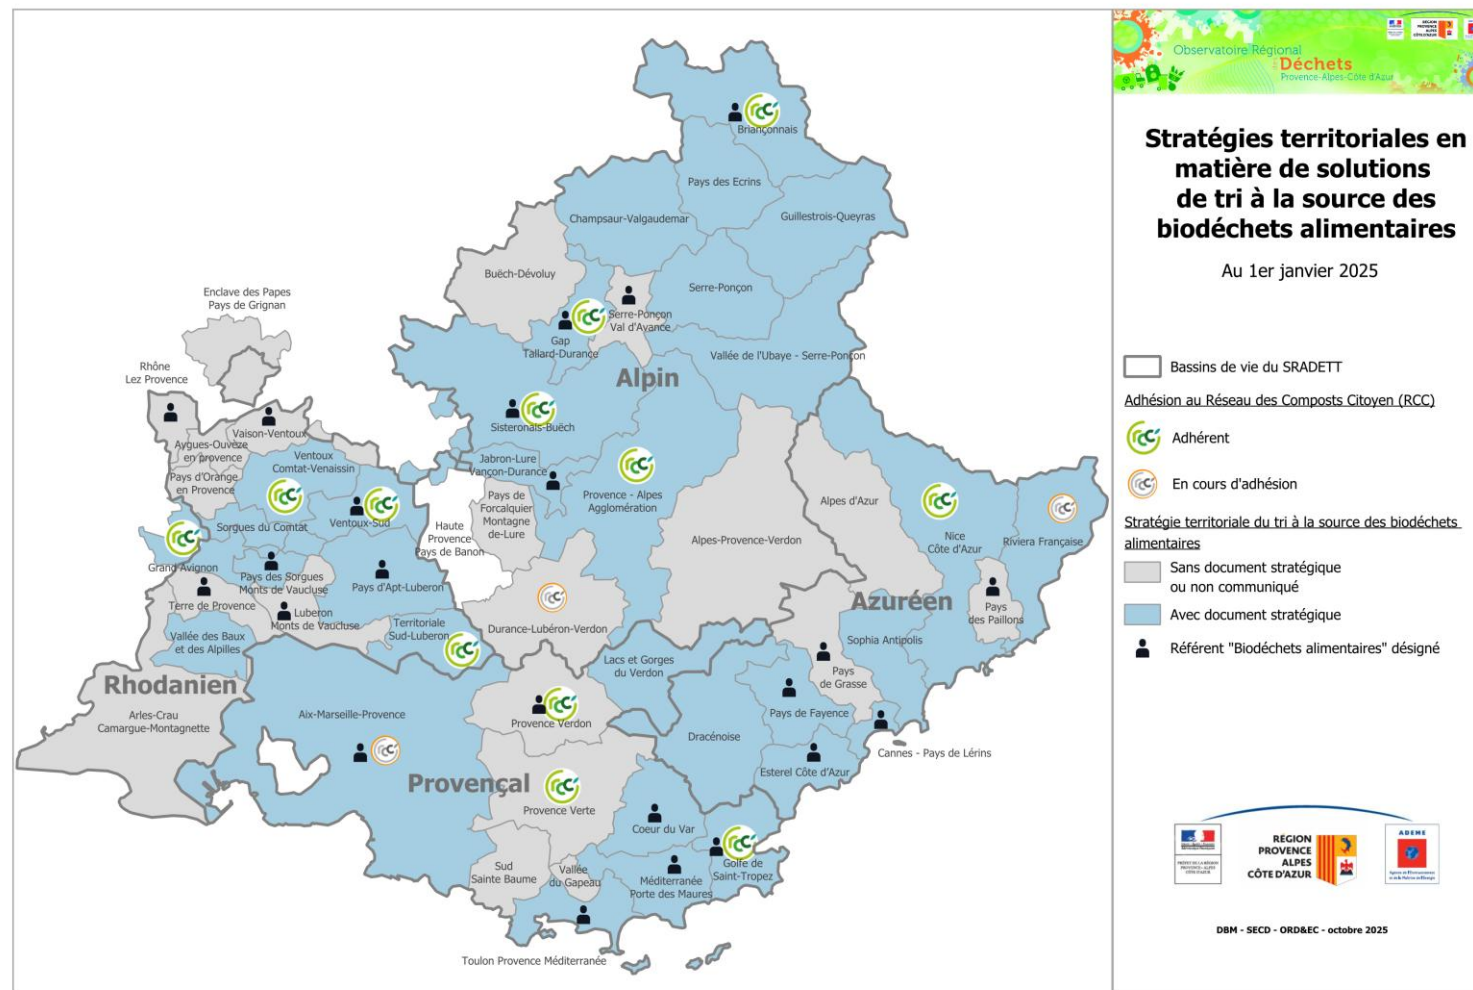 Observatoire Régional
des Déchets
Provenance-Alpes-Côte d'Azur
Stratégies territoriales en
matière de solutions
de tri à la source des
biodéchets alimentaires
Au 1er janvier 2025
Bassins de vie du SRADETT
Adhésion au Réseau des Composts Citoyen (RCC)
rcc Adhérent
rcc En cours d'adhésion
Stratégie territoriale du tri à la source des biodéchets
alimentaires
Sans document stratégique
ou non communiqué
Avec document stratégique
Référent "Biodéchets alimentaires" désigné
RÉGION
PROVENCE
ALPES
CÔTE D'AZUR
ADEME
DBM - SECD - ORD&EC - octobre 2025
Briançonnais
Pays des Ecrins
Champsaur-Valgaudemar
Guillestrois-Queyras
Buëch-Dévoluy
Serre-Ponçon
Serre-Ponçon
Val d'Avance
Gap
Tallard-Durance
Vallée de l'Ubaye - Serre-Ponçon
Alpin
Enclave des Papes
Pays de Grignan
Rhône
Lez Provence
Sisteronais-Buëch
Vaison-Ventoux
Aygues-Ouvèze
en provence
Ventoux
Comtat-Venaissin
Pays d'Orange
en Provence
Jabron-Lure
Vançon-Durance
Provence - Alpes
Agglomération
Pays de
Forcalquier
Montagne
de-Lure
Haute
Provence
Pays de Banon
Alpes d'Azur
Alpes-Provence-Verdon
Nice
Côte d'Azur
Riviera Française
Sorgues du Comtat
Ventoux-Sud
Grand Avignon
Pays des Sorgues
Monts de Vaucluse
Pays d'Apt-Luberon
Terre de Provence
Luberon
Monts de Vaucluse
Azuréen
Pays
des Paillons
Vallée des Baux
et des Alpilles
Territoriale
Sud-Luberon
Durance-Lubéron-Verdon
Sophia Antipolis
Lacs et Gorges
du Verdon
Pays
de Grasse
Rhodanien
Arles-Crau
Camargue-Montagnette
Aix-Marseille-Provence
Provence Verdon
Pays de Fayence
Dracénoise
Cannes - Pays de Lérins
Esterel Côte d'Azur
Provençal
Provence Verte
Coeur du Var
Golfe de
Saint-Tropez
Sud
Sainte Baume
Vallée
du Gapeau
Méditerranée
Porte des Maures
Toulon Provence Méditerranée